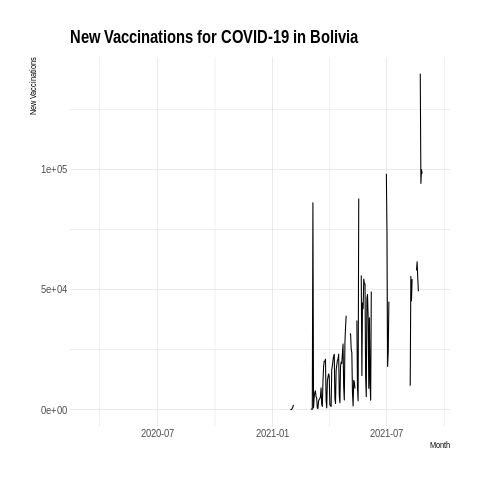 New Vaccinations for COVID-19 in Bolivia
New Vaccinations
1e+05
5e+04
0e+00
2020-07
2021-01
2021-07
Month